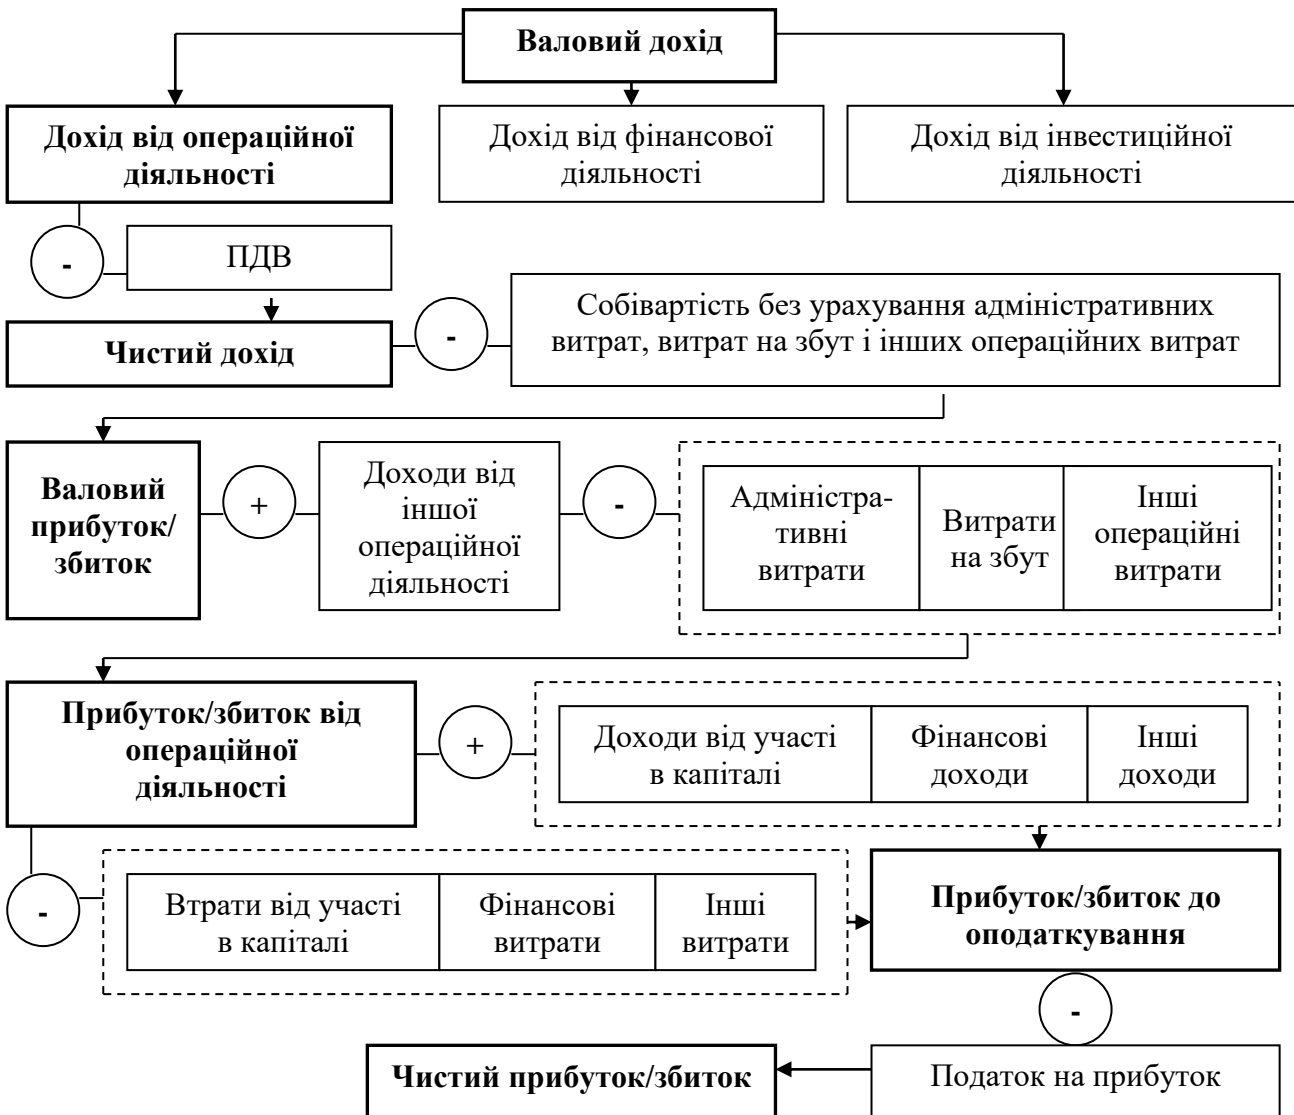 Валовий дохід
Дохід від операційної
діяльності
Дохід від фінансової
діяльності
Дохід від інвестиційної
діяльності
-
ПДВ
Чистий дохід
-
Собівартість без урахування адміністративних
витрат, витрат на збут і інших операційних витрат
Валовий
прибуток/
збиток
+
Доходи від
іншої
операційної
діяльності
-
Адміністра-
тивні
витрати
Витрати
на збут
Інші
операційні
витрати
Прибуток/збиток від
операційної
діяльності
+
Доходи від участі
в капіталі
Фінансові
доходи
Інші
доходи
-
Втрати від участі
в капіталі
Фінансові
витрати
Інші
витрати
Прибуток/збиток до
оподаткування
-
Чистий прибуток/збиток
Податок на прибуток